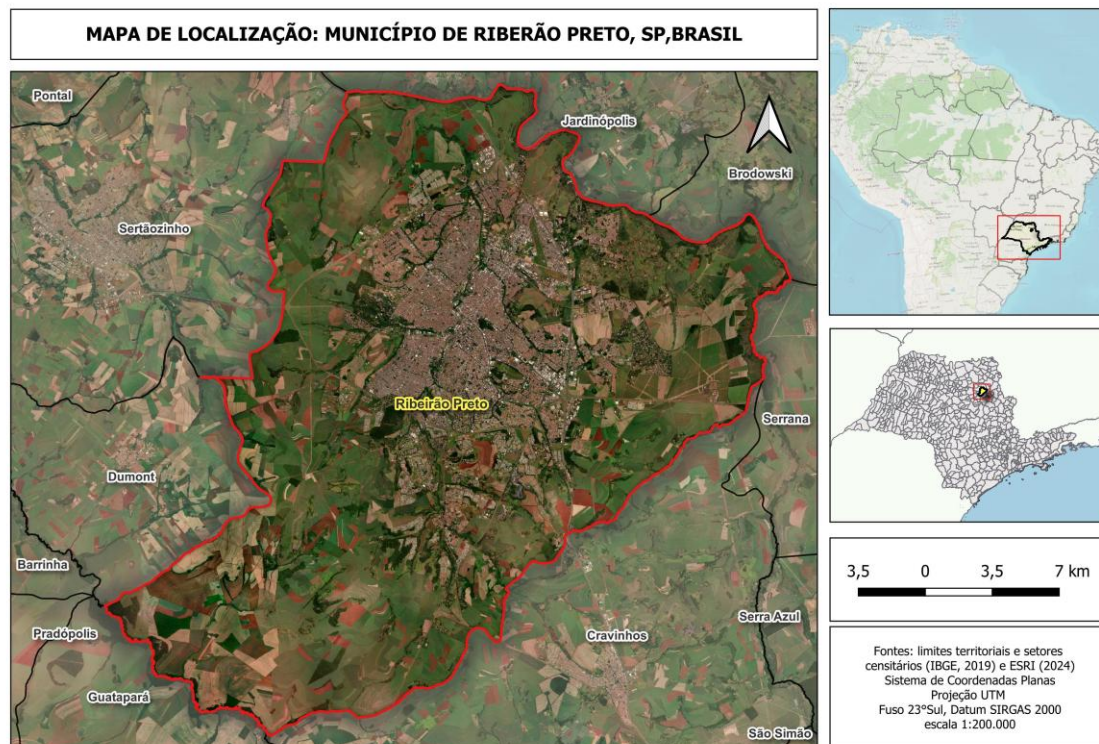 MAPA DE LOCALIZAÇÃO: MUNICÍPIO DE RIBERÃO PRETO, SP,BRASIL
Pontal
Jardinópolis
Brodowski
Sertãozinho
Ribeirão Preto
Serrana
Dumont
Barrinha
Pradópolis
Serra Azul
Cravinhos
Guatapará
São Simão
3,5 0 3,5 7 km
Fontes: limites territoriais e setores
censitários (IBGE, 2019) e ESRI (2024)
Sistema de Coordenadas Planas
Projeção UTM
Fuso 23°Sul, Datum SIRGAS 2000
escala 1:200.000